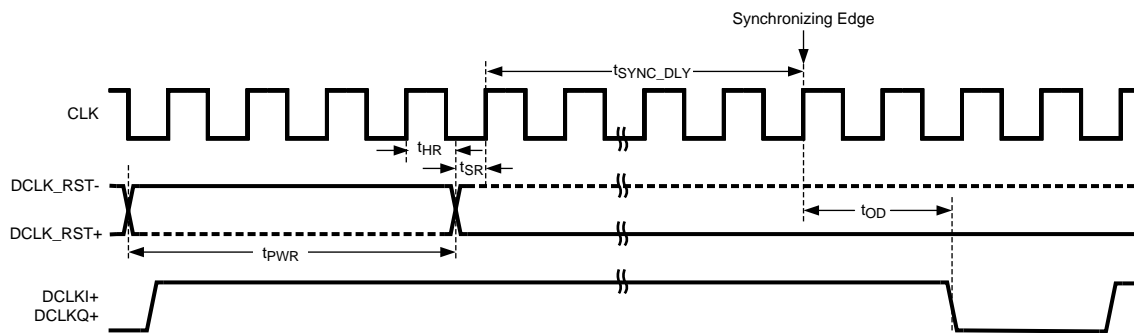 Synchronizing Edge
tSYNC_DLY
CLK
tHR
tSR
DCLK_RST-
tOD
DCLK_RST+
tPWR
DCLKI+
DCLKQ+